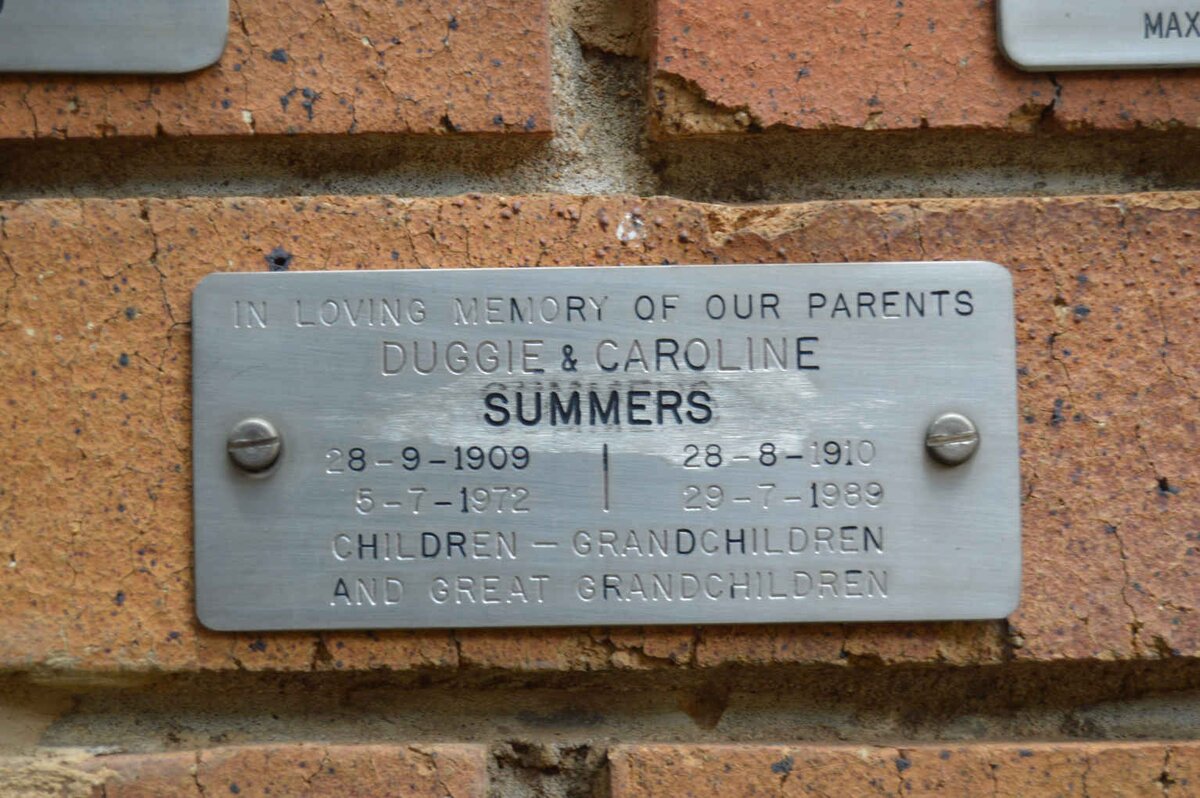 MAX
IN LOVING MEMORY OF OUR PARENTS
DUGGIE & CAROLINE
SUMMERS
28-9-1909 | 28-8-1910
5-7-1972 | 29-7-1989
CHILDREN — GRANDCHILDREN
AND GREAT GRANDCHILDREN